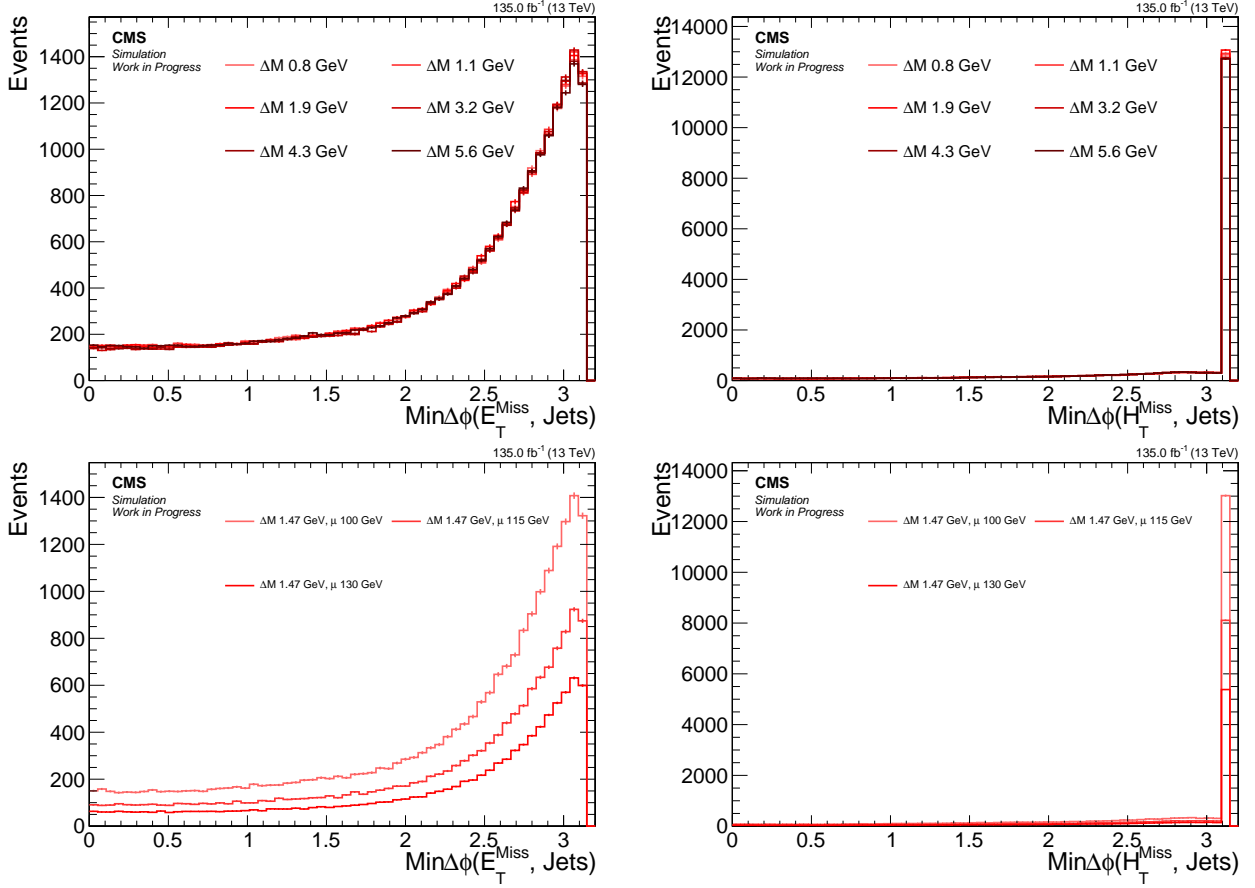 135.0 fb⁻¹ (13 TeV)
Events
CMS
Simulation
Work in Progress
ΔM 0.8 GeV
ΔM 1.1 GeV
ΔM 1.9 GeV
ΔM 3.2 GeV
ΔM 4.3 GeV
ΔM 5.6 GeV
1400
1200
1000
800
600
400
200
0
0 0.5 1 1.5 2 2.5 3
MinΔϕ(E_T^Miss, Jets)
135.0 fb⁻¹ (13 TeV)
Events
CMS
Simulation
Work in Progress
ΔM 0.8 GeV
ΔM 1.1 GeV
ΔM 1.9 GeV
ΔM 3.2 GeV
ΔM 4.3 GeV
ΔM 5.6 GeV
14000
12000
10000
8000
6000
4000
2000
0
0 0.5 1 1.5 2 2.5 3
MinΔϕ(H_T^Miss, Jets)
135.0 fb⁻¹ (13 TeV)
Events
CMS
Simulation
Work in Progress
ΔM 1.47 GeV, μ 100 GeV
ΔM 1.47 GeV, μ 115 GeV
ΔM 1.47 GeV, μ 130 GeV
1400
1200
1000
800
600
400
200
0
0 0.5 1 1.5 2 2.5 3
MinΔϕ(E_T^Miss, Jets)
135.0 fb⁻¹ (13 TeV)
Events
CMS
Simulation
Work in Progress
ΔM 1.47 GeV, μ 100 GeV
ΔM 1.47 GeV, μ 115 GeV
ΔM 1.47 GeV, μ 130 GeV
14000
12000
10000
8000
6000
4000
2000
0
0 0.5 1 1.5 2 2.5 3
MinΔϕ(H_T^Miss, Jets)